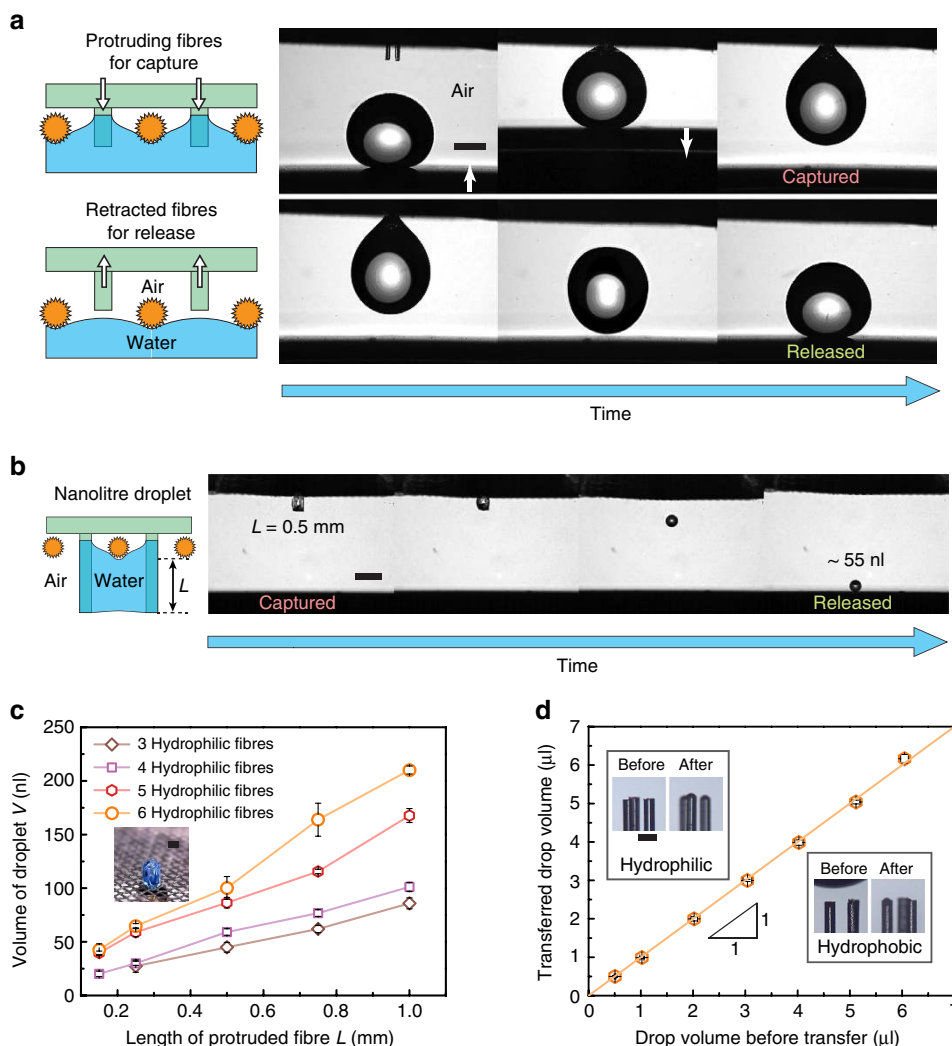 a
Protruding fibres
for capture
Air
Captured
Retracted fibres
for release
Air
Water
Released
Time
b
Nanolitre droplet
Air
Water
L
L = 0.5 mm
~ 55 nl
Captured
Released
Time
c
250
200
150
100
50
0
Volume of droplet V (nl)
3 Hydrophilic fibres
4 Hydrophilic fibres
5 Hydrophilic fibres
6 Hydrophilic fibres
0.2 0.4 0.6 0.8 1.0
Length of protruded fibre L (mm)
d
7
6
5
4
3
2
1
0
Transferred drop volume (µl)
Before After
Hydrophilic
Before After
Hydrophobic
1
1
0 1 2 3 4 5 6 7
Drop volume before transfer (µl)